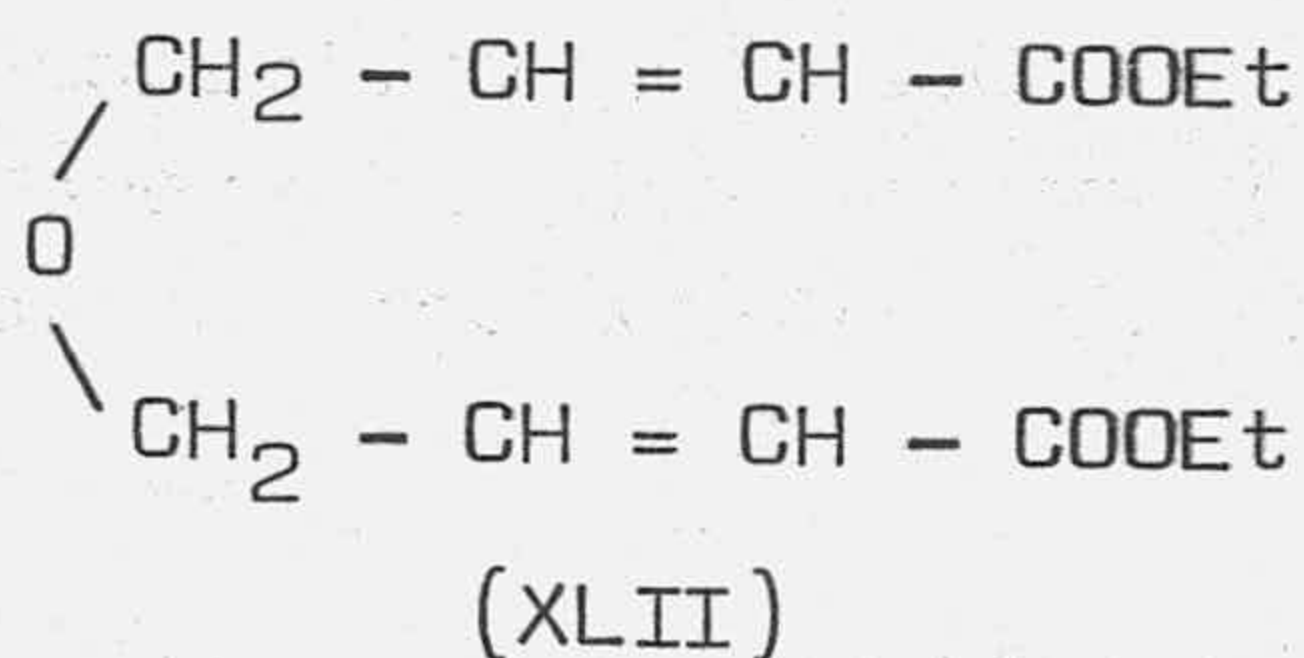 CH2 - CH = CH - COOEt
O
CH2 - CH = CH - COOEt
(XLII)